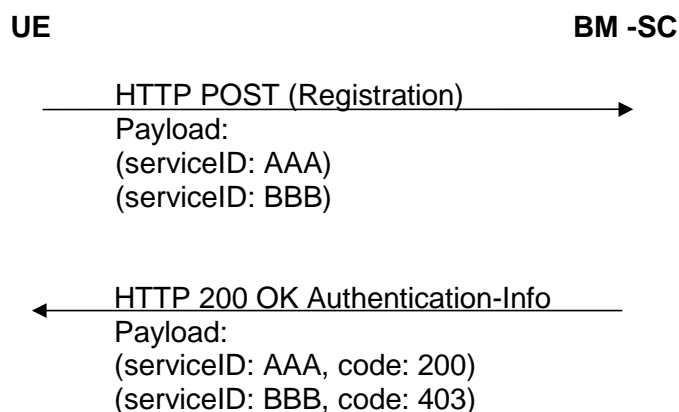 UE BM -SC
HTTP POST (Registration)
Payload:
(serviceID: AAA)
(serviceID: BBB)
HTTP 200 OK Authentication-Info
Payload:
(serviceID: AAA, code: 200)
(serviceID: BBB, code: 403)